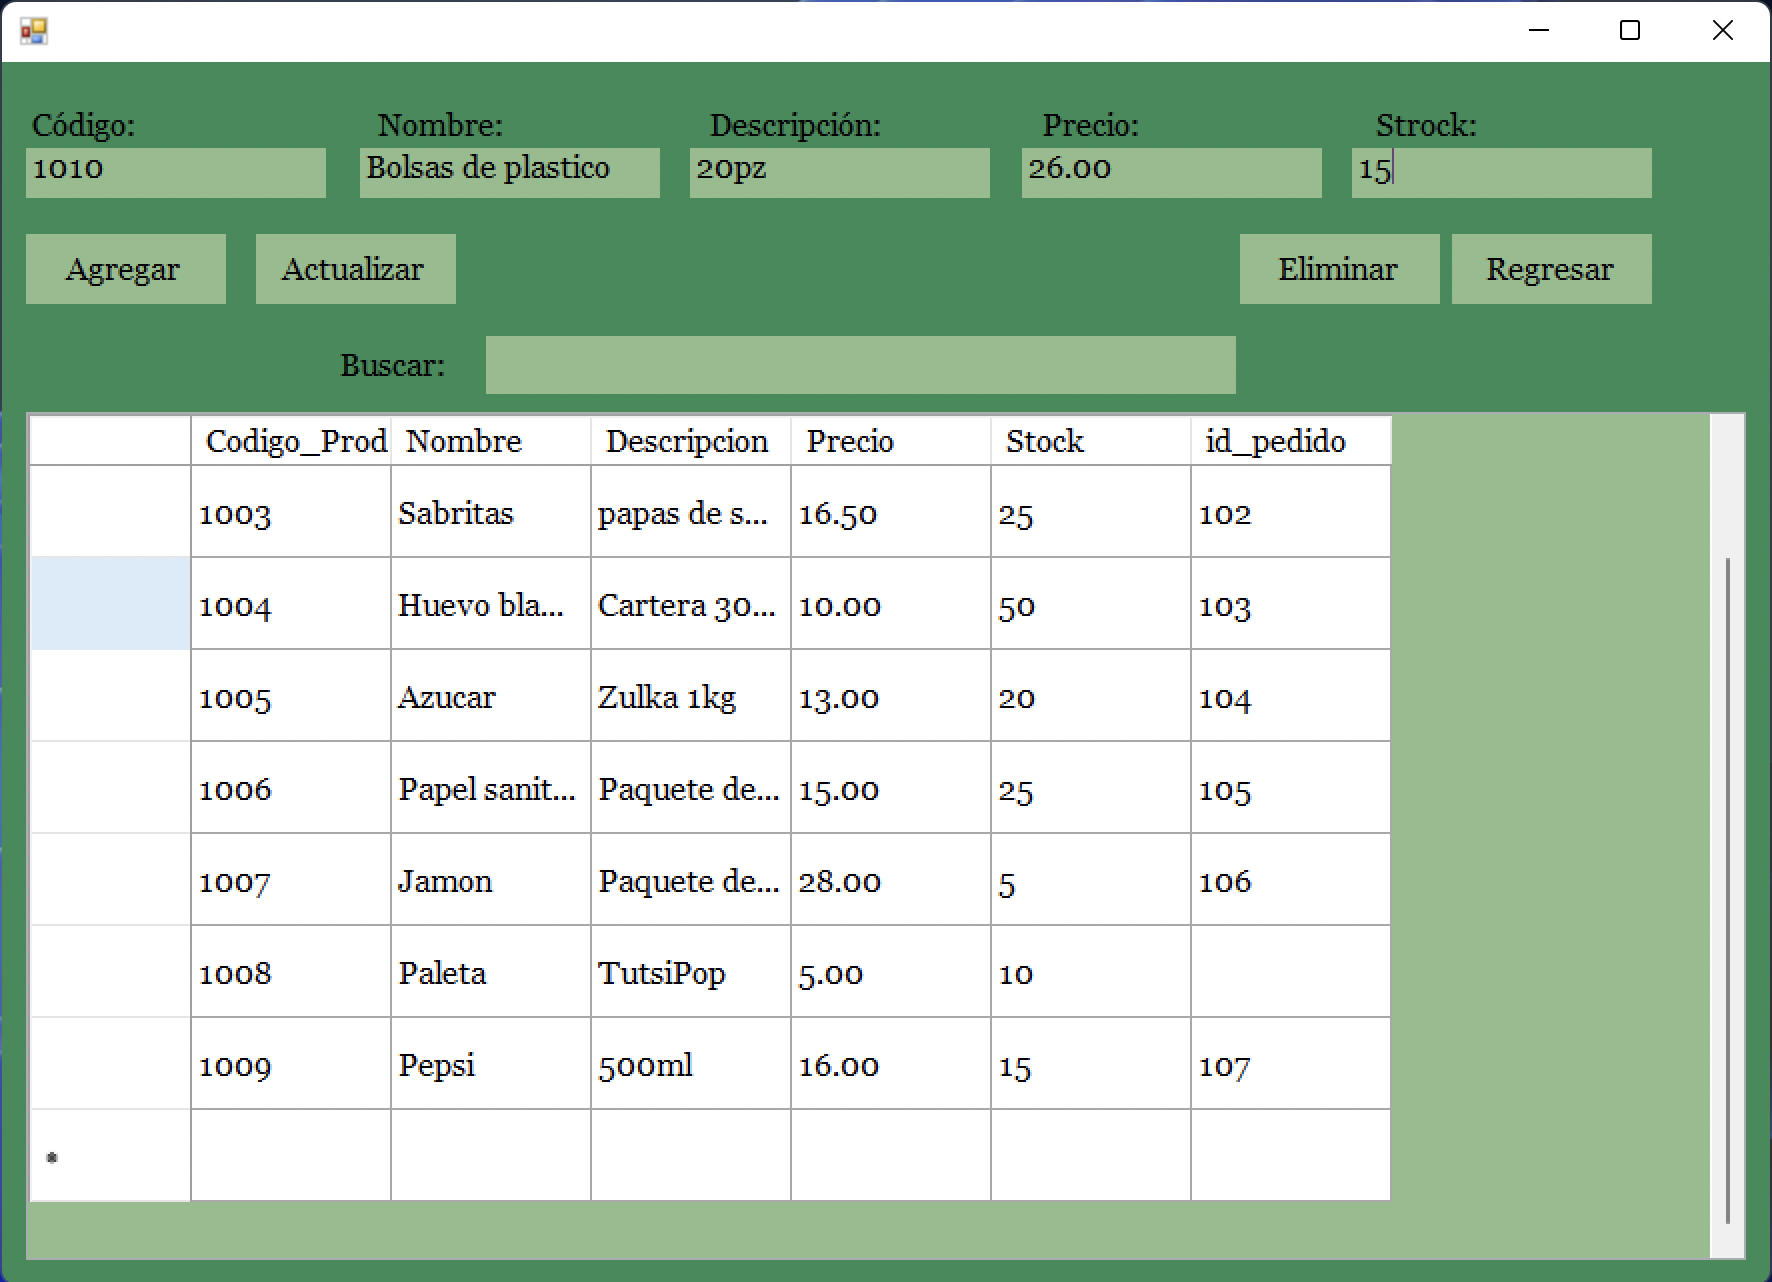 Código: Nombre: Descripción: Precio: Strock:
1010 Bolsas de plastico 20pz 26.00 15
Agregar Actualizar Eliminar Regresar
Buscar:
Codigo_Prod Nombre Descripcion Precio Stock id_pedido
1003 Sabritas papas de s... 16.50 25 102
1004 Huevo bla... Cartera 30... 10.00 50 103
1005 Azucar Zulka 1kg 13.00 20 104
1006 Papel sanit... Paquete de... 15.00 25 105
1007 Jamon Paquete de... 28.00 5 106
1008 Paleta TutsiPop 5.00 10
1009 Pepsi 500ml 16.00 15 107